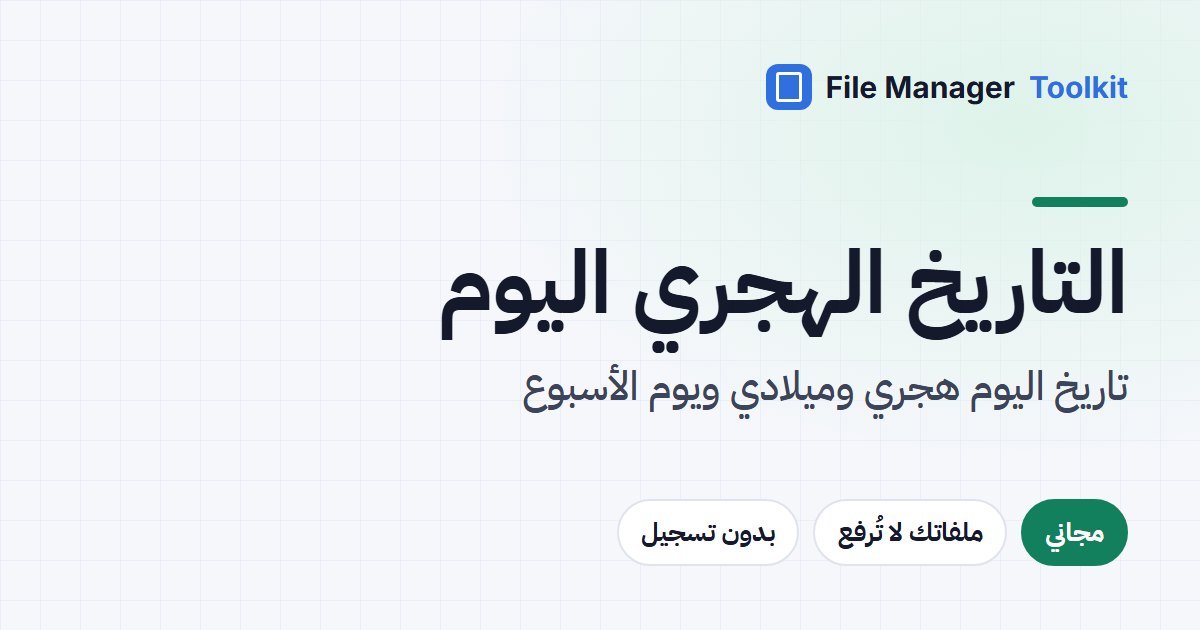 File Manager Toolkit
التاريخ الهجري اليوم
تاريخ اليوم هجري وميلادي ويوم الأسبوع
مجاني
ملفاتك لا تُرفع
بدون تسجيل